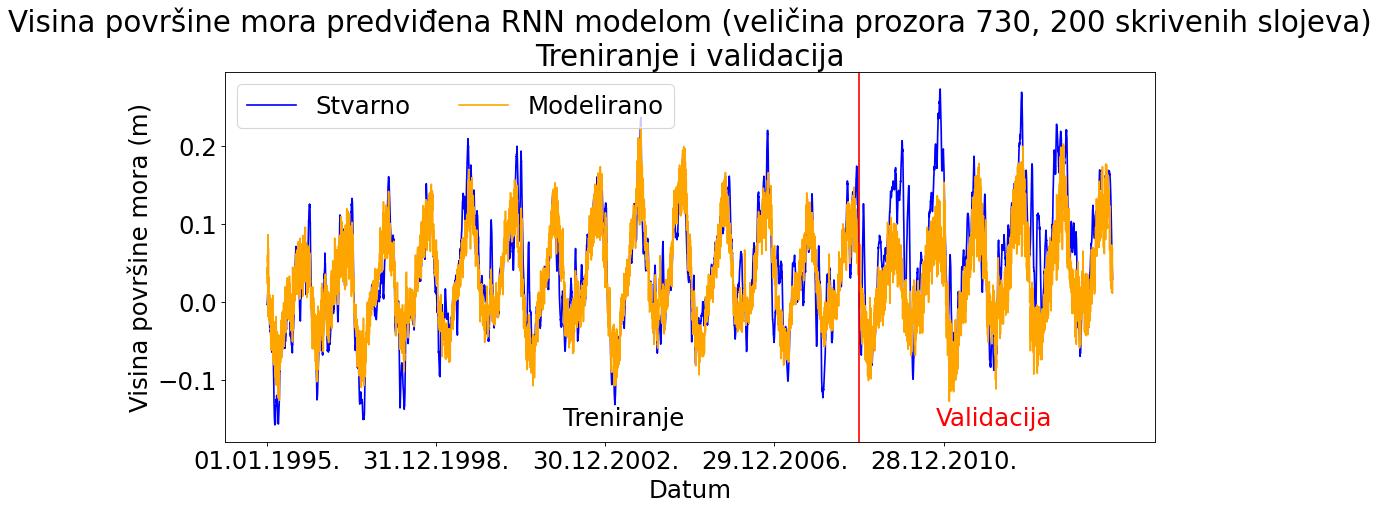 Visina površine mora predviđena RNN modelom (veličina prozora 730, 200 skrivenih slojeva)
Treniranje i validacija
Stvarno
Modelirano
Visina površine mora (m)
0.2
0.1
0.0
−0.1
Treniranje
Validacija
01.01.1995.
31.12.1998.
30.12.2002.
29.12.2006.
28.12.2010.
Datum